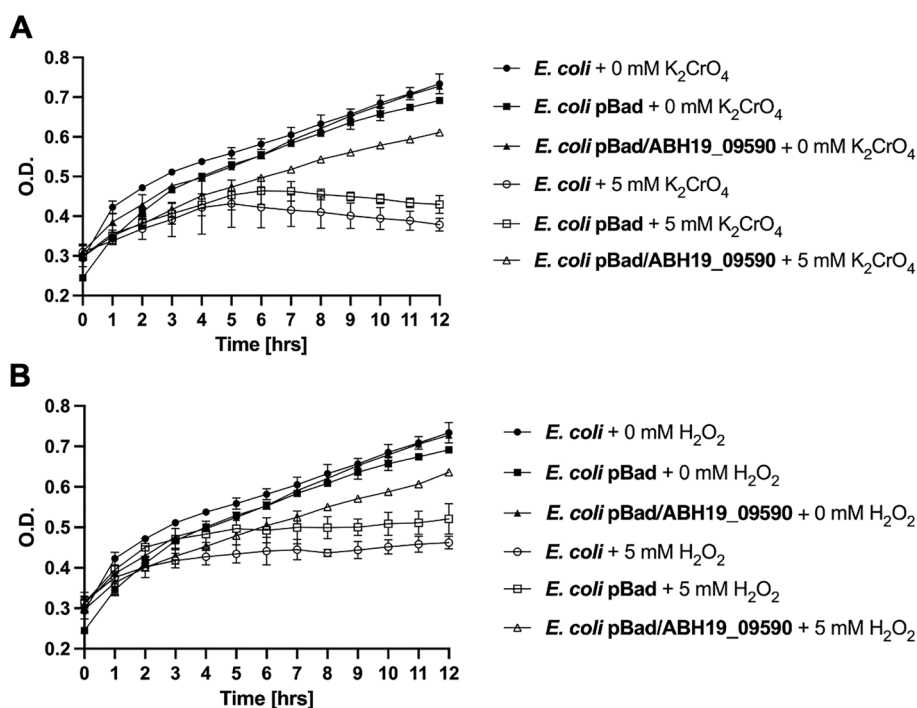 A
0.8
0.7
0.6
0.5
0.4
0.3
0.2
O.D.
0 1 2 3 4 5 6 7 8 9 10 11 12
Time [hrs]
E. coli + 0 mM K₂CrO₄
E. coli pBad + 0 mM K₂CrO₄
E. coli pBad/ABH19_09590 + 0 mM K₂CrO₄
E. coli + 5 mM K₂CrO₄
E. coli pBad + 5 mM K₂CrO₄
E. coli pBad/ABH19_09590 + 5 mM K₂CrO₄
B
0.8
0.7
0.6
0.5
0.4
0.3
0.2
O.D.
0 1 2 3 4 5 6 7 8 9 10 11 12
Time [hrs]
E. coli + 0 mM H₂O₂
E. coli pBad + 0 mM H₂O₂
E. coli pBad/ABH19_09590 + 0 mM H₂O₂
E. coli + 5 mM H₂O₂
E. coli pBad + 5 mM H₂O₂
E. coli pBad/ABH19_09590 + 5 mM H₂O₂